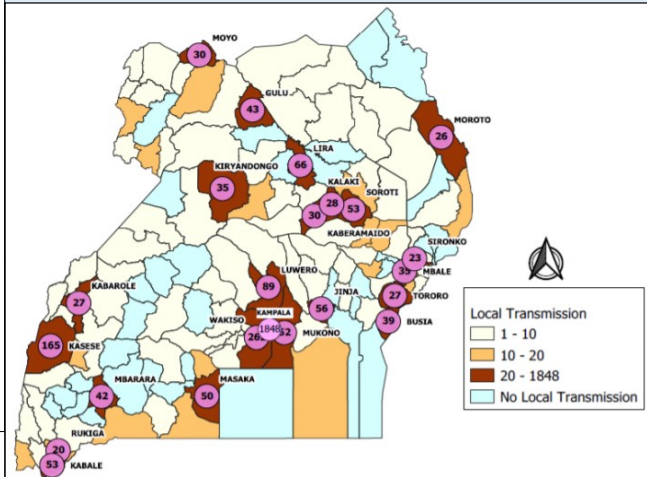 MOYO
30
GULU
43
MOROTO
26
LIRA
66
KIRYANDONGO
35
KALAKI
28
SOROTI
53
30
KABERAMAIDO
SIRONKO
23
MBALE
LUWERO
89
KABAROLE
27
JINJA
56
27
TORORO
KAMPALA
1848
WAKISO
MUKONO
39
BUSIA
165
KASESE
MBARARA
42
MASAKA
50
RUKIGA
20
53
KABALE
Local Transmission
1 - 10
10 - 20
20 - 1848
No Local Transmission